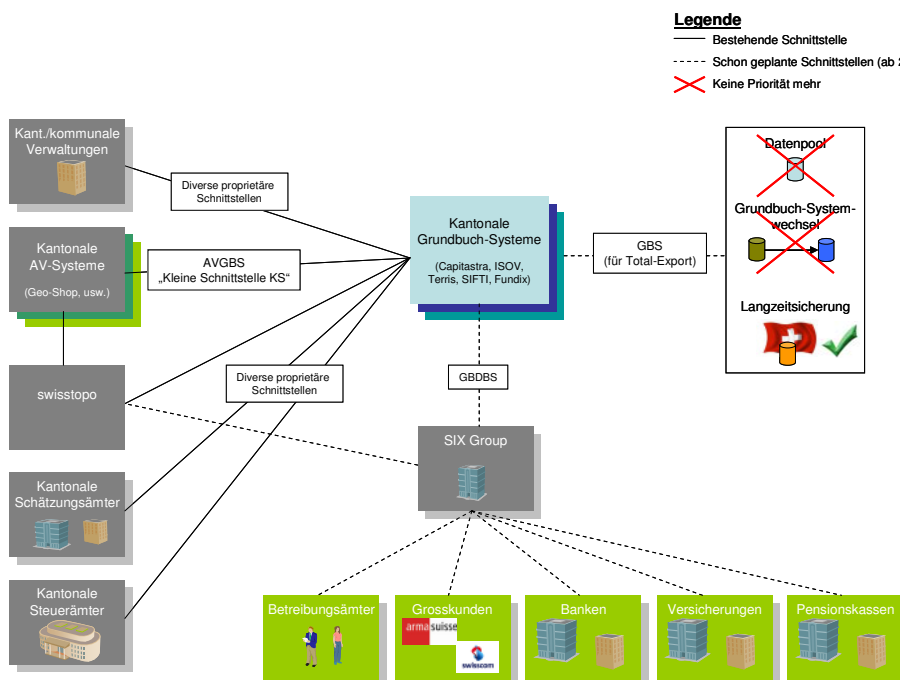 Legende
Bestehende Schnittstelle
Schon geplante Schnittstellen (ab 2
Keine Priorität mehr
Kant./kommunale
Verwaltungen
Diverse proprietäre
Schnittstellen
Kantonale
AV-Systeme
(Geo-Shop, usw.)
AVGBS
„Kleine Schnittstelle KS“
Kantonale
Grundbuch-Systeme
(Capitastra, ISOV,
Terris, SIFTI, Fundix)
GBS
(für Total-Export)
Datenpool
Grundbuch-System-
wechsel
Langzeitsicherung
swisstopo
Diverse proprietäre
Schnittstellen
GBDBS
SIX Group
Kantonale
Schätzungsämter
Kantonale
Steuerämter
Betreibungsämter
Grosskunden
armasuisse
swisscom
Banken
Versicherungen
Pensionskassen